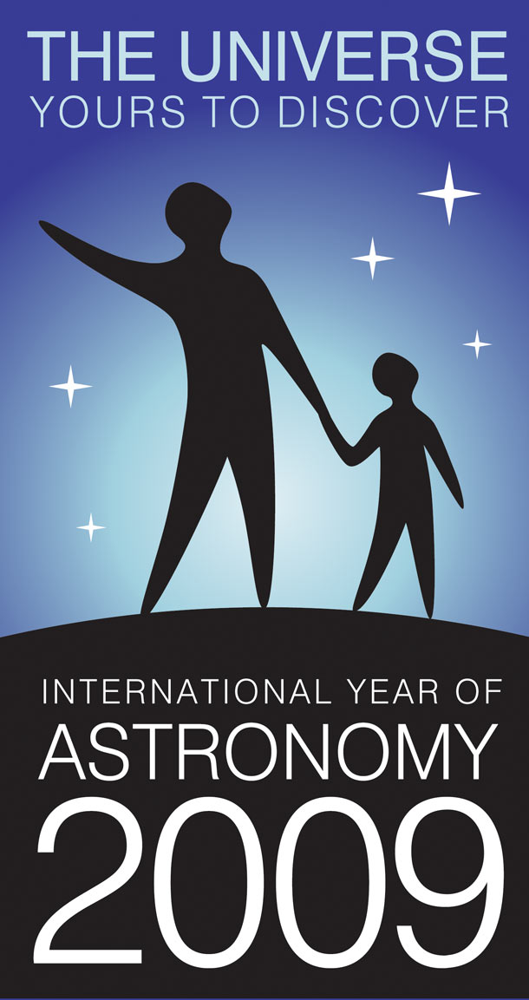 THE UNIVERSE
YOURS TO DISCOVER
INTERNATIONAL YEAR OF
ASTRONOMY
2009